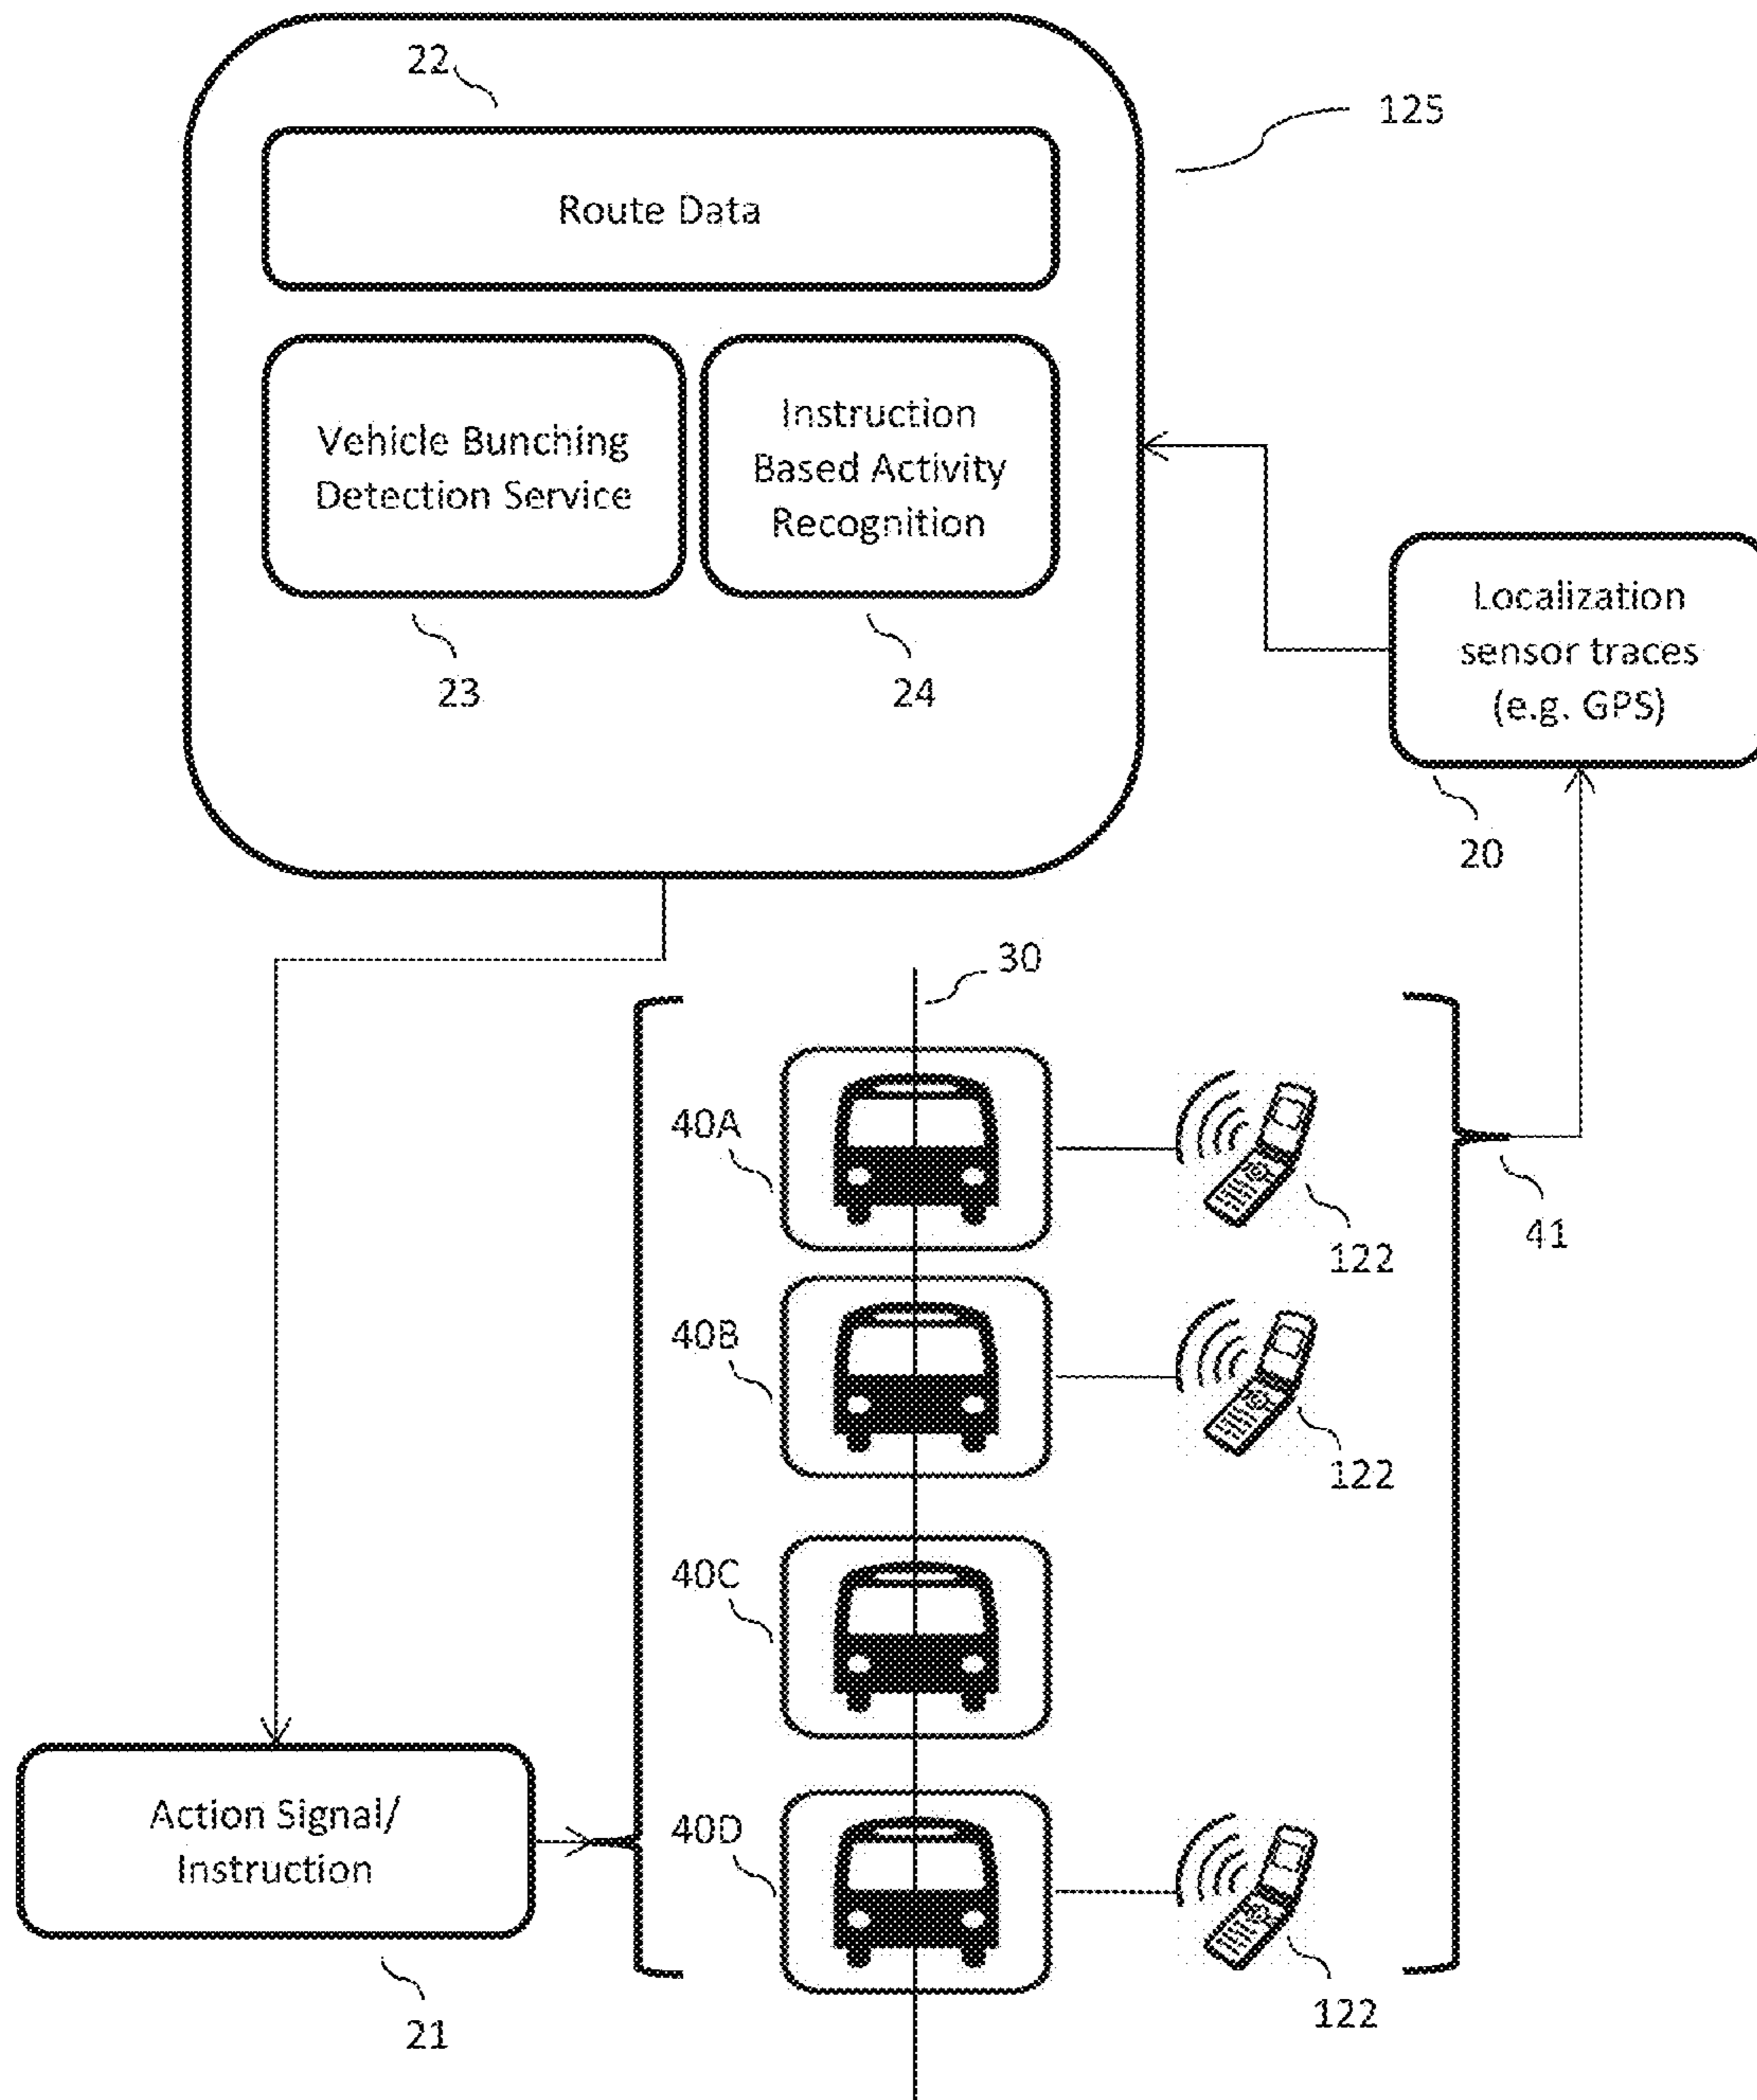 22
125
Route Data
Vehicle Bunching
Detection Service
Instruction
Based Activity
Recognition
23
24
Localization
sensor traces
(e.g. GPS)
20
30
40A
122
41
40B
122
40C
40D
122
Action Signal/
Instruction
21